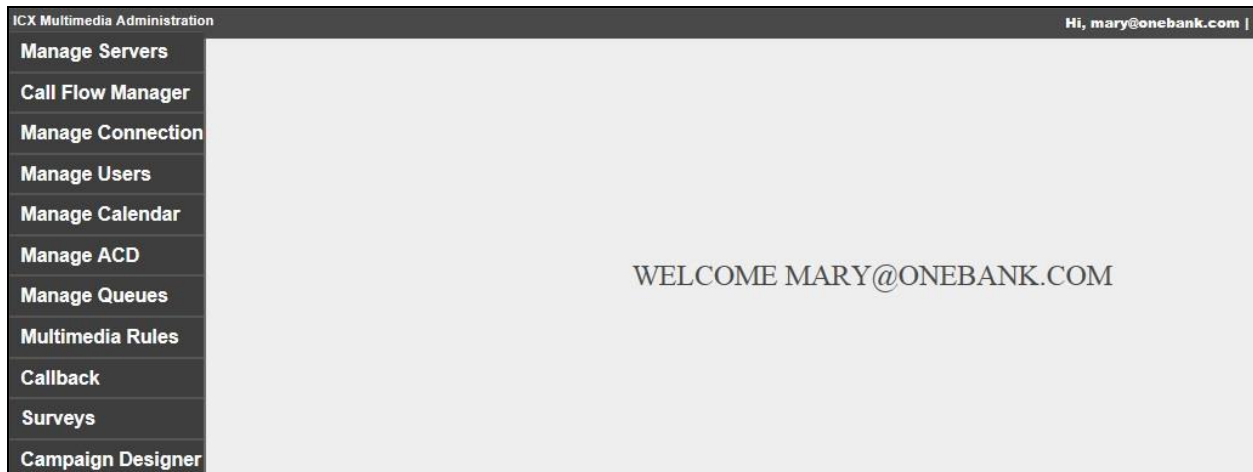 ICX Multimedia Administration
Hi, mary@onebank.com |
Manage Servers
Call Flow Manager
Manage Connection
Manage Users
Manage Calendar
Manage ACD
Manage Queues
Multimedia Rules
Callback
Surveys
Campaign Designer
WELCOME MARY@ONEBANK.COM